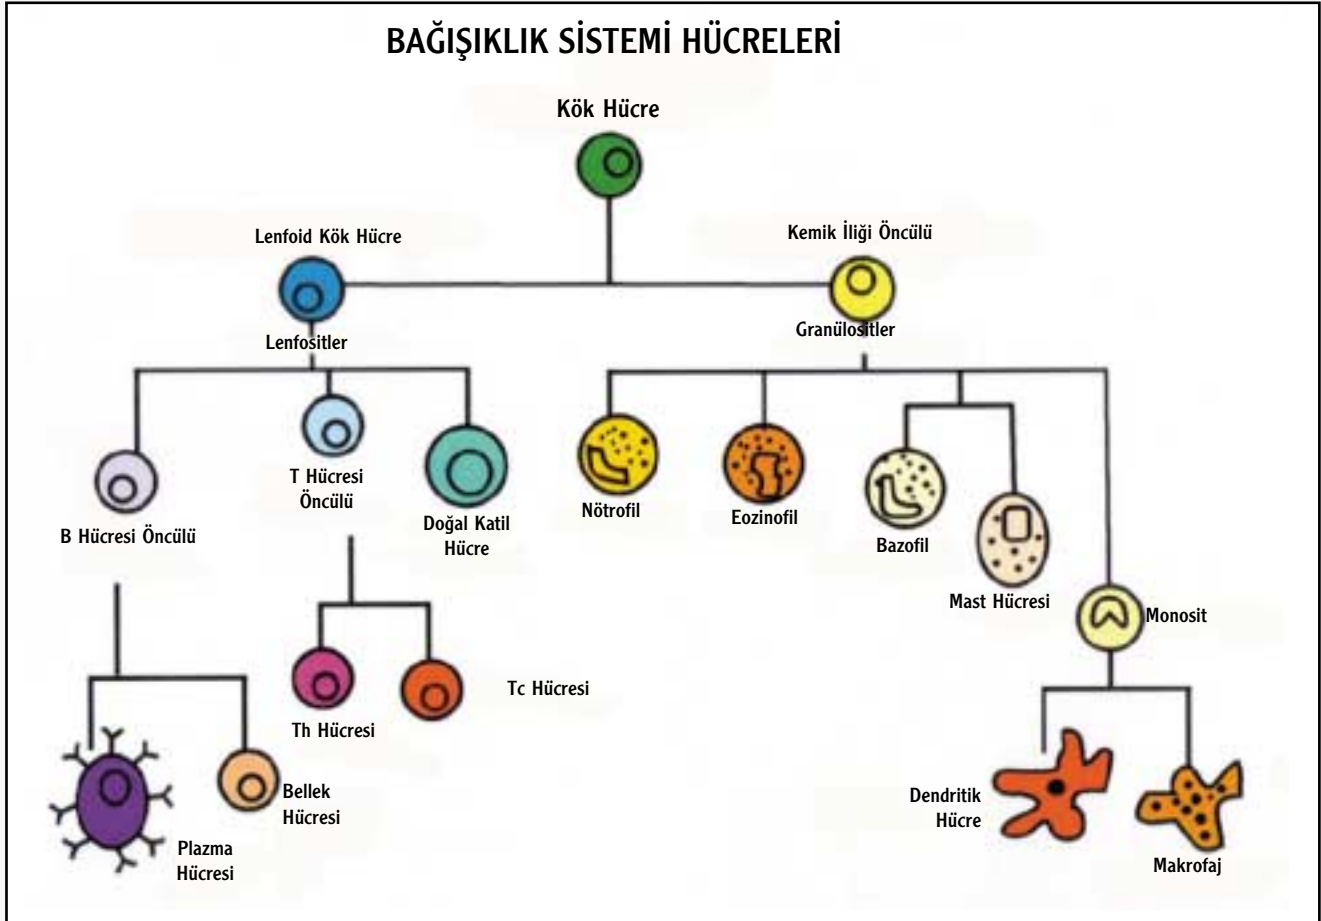 BAĞIŞIKLIK SİSTEMİ HÜCRELERİ
Kök Hücre
Lenfoid Kök Hücre
Kemik İliği Öncülü
Lenfositler
Granülositler
B Hücresi Öncülü
T Hücresi
Öncülü
Doğal Katil
Hücre
Nötrofil
Eozinofil
Bazofil
Mast Hücresi
Monosit
Th Hücresi
Tc Hücresi
Plazma
Hücresi
Bellek
Hücresi
Dendritik
Hücre
Makrofaj